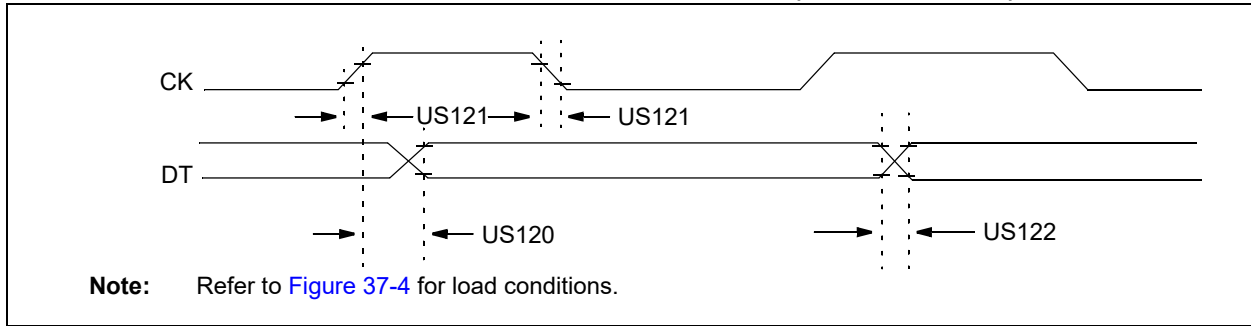 CK
US121 US121
DT
US120 US122
Note: Refer to Figure 37-4 for load conditions.